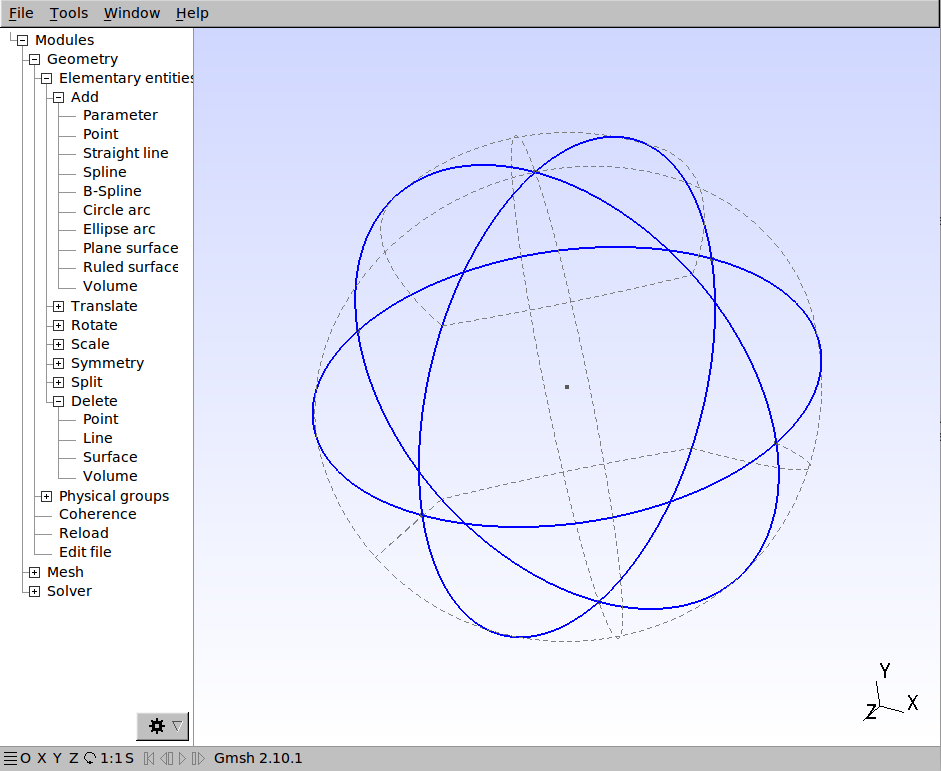 File Tools Window Help
Modules
Geometry
Elementary entities
Add
Parameter
Point
Straight line
Spline
B-Spline
Circle arc
Ellipse arc
Plane surface
Ruled surface
Volume
Translate
Rotate
Scale
Symmetry
Split
Delete
Point
Line
Surface
Volume
Physical groups
Coherence
Reload
Edit file
Mesh
Solver
Y
X
Z
O X Y Z 1:1 S Gmsh 2.10.1